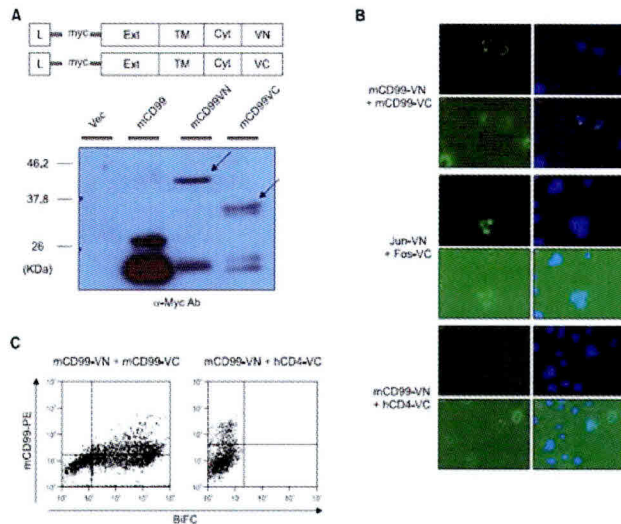 A
L myc Ext TM Cyt VN
L myc Ext TM Cyt VC
Vec mCD99 mCD99VN mCD99VC
46,2
37,8
26
(KDa)
α-Myc Ab
B
mCD99-VN
+ mCD99-VC
Jun-VN
+ Fos-VC
mCD99-VN
+ hCD4-VC
C
mCD99-VN + mCD99-VC
mCD99-VN + hCD4-VC
mCD99-PE
BiFC